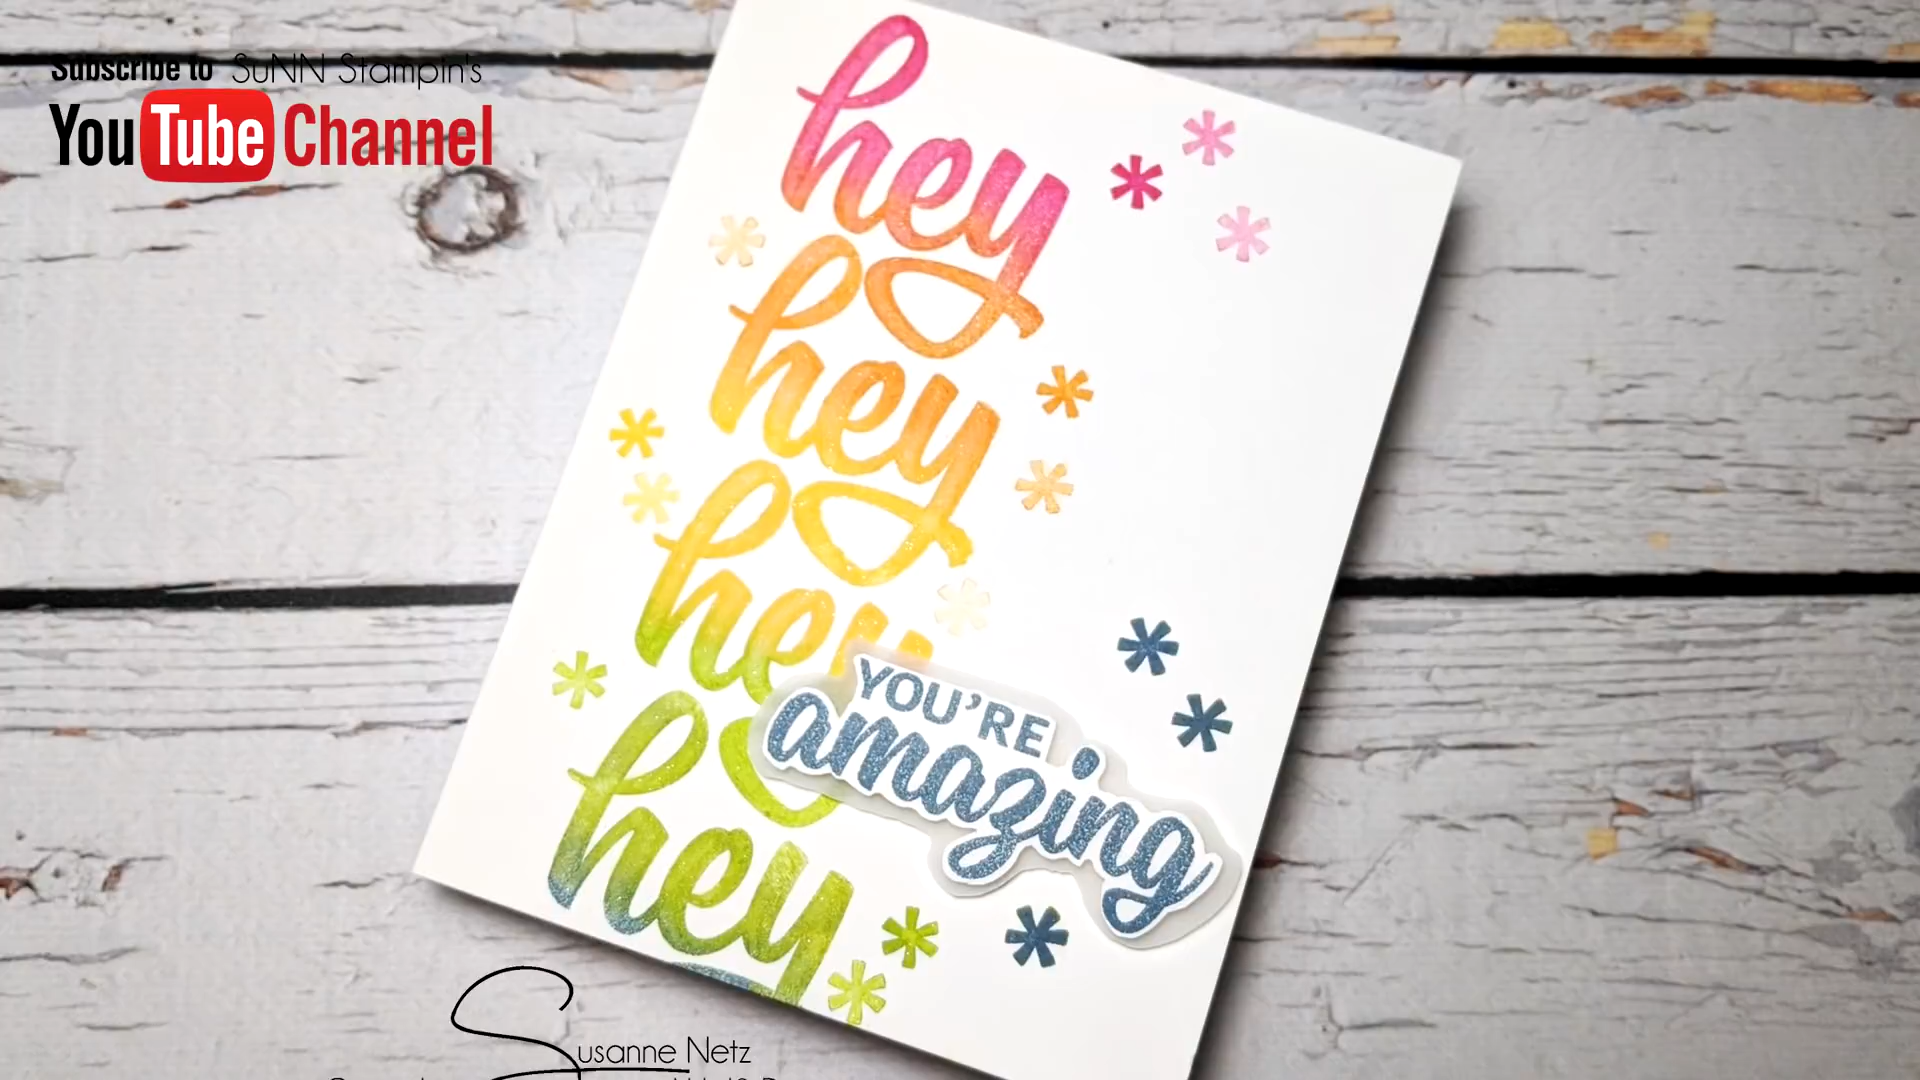 Subscribe to SuNN Stampin's
YouTube Channel
hey
hey
hey
hey
YOU'RE
amazing
Susanne Netz